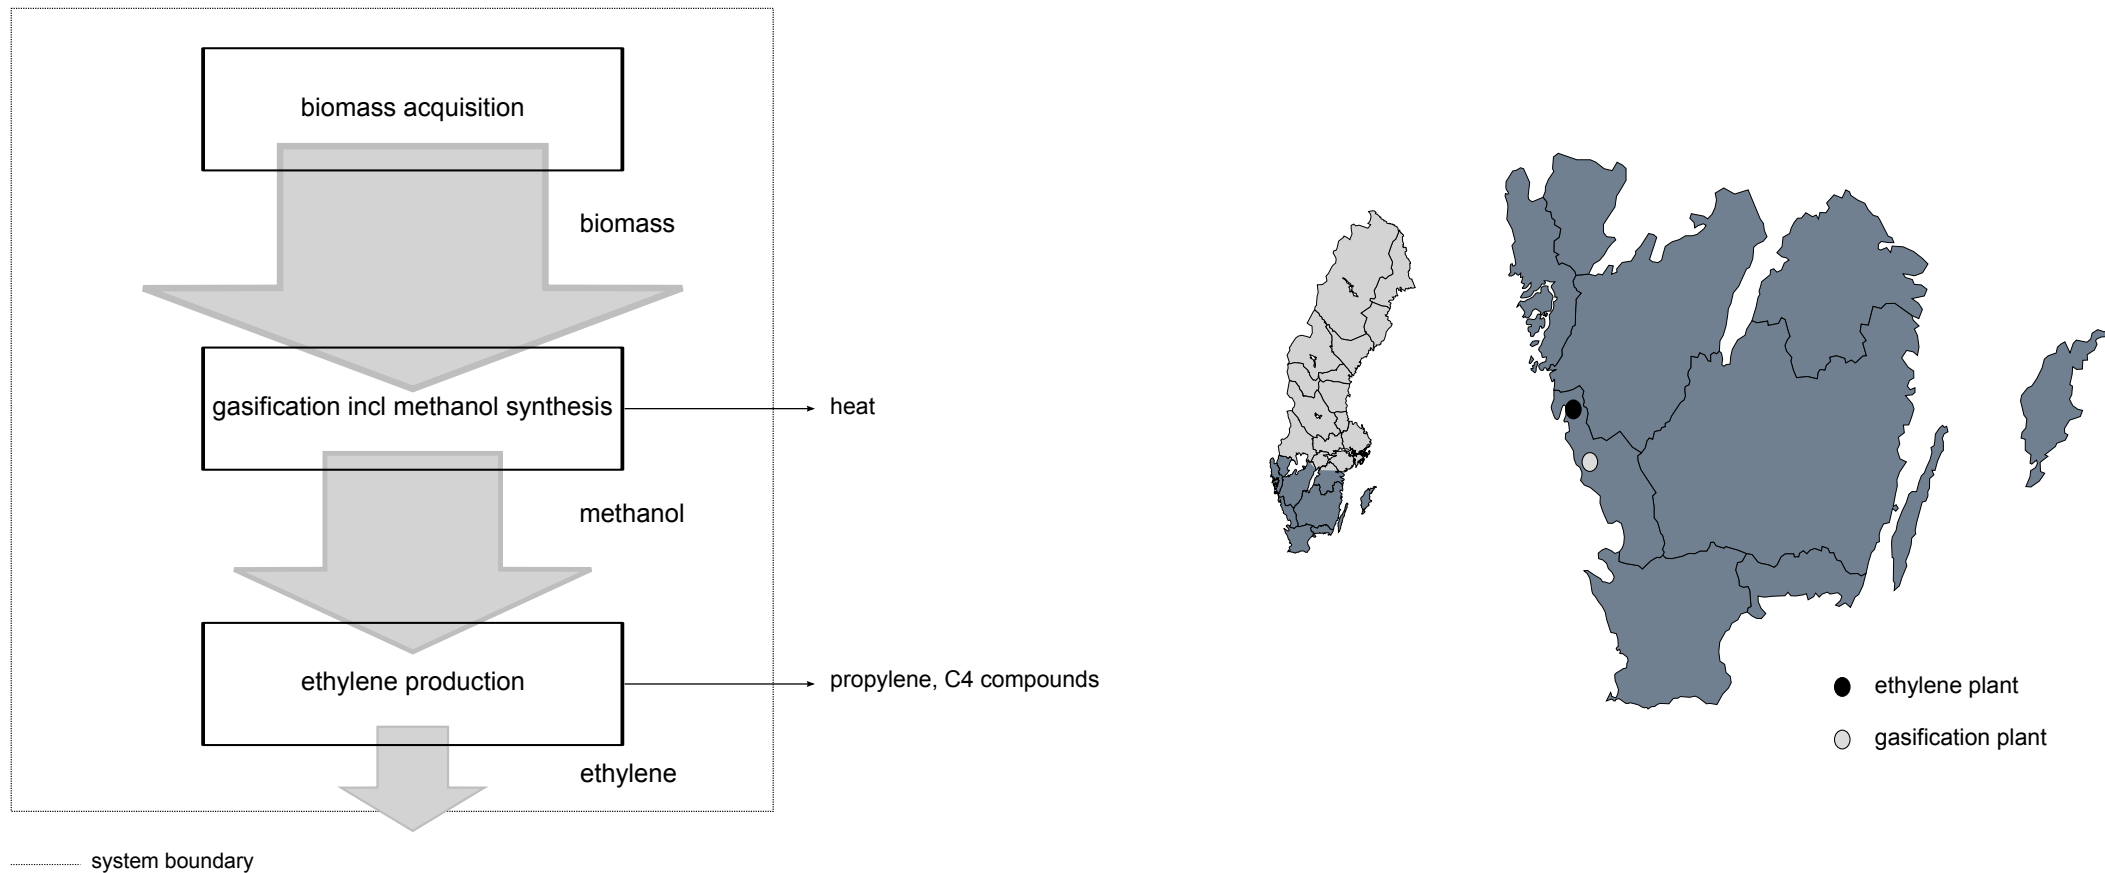 biomass acquisition
biomass
gasification incl methanol synthesis
heat
methanol
ethylene production
propylene, C4 compounds
ethylene
system boundary
ethylene plant
gasification plant